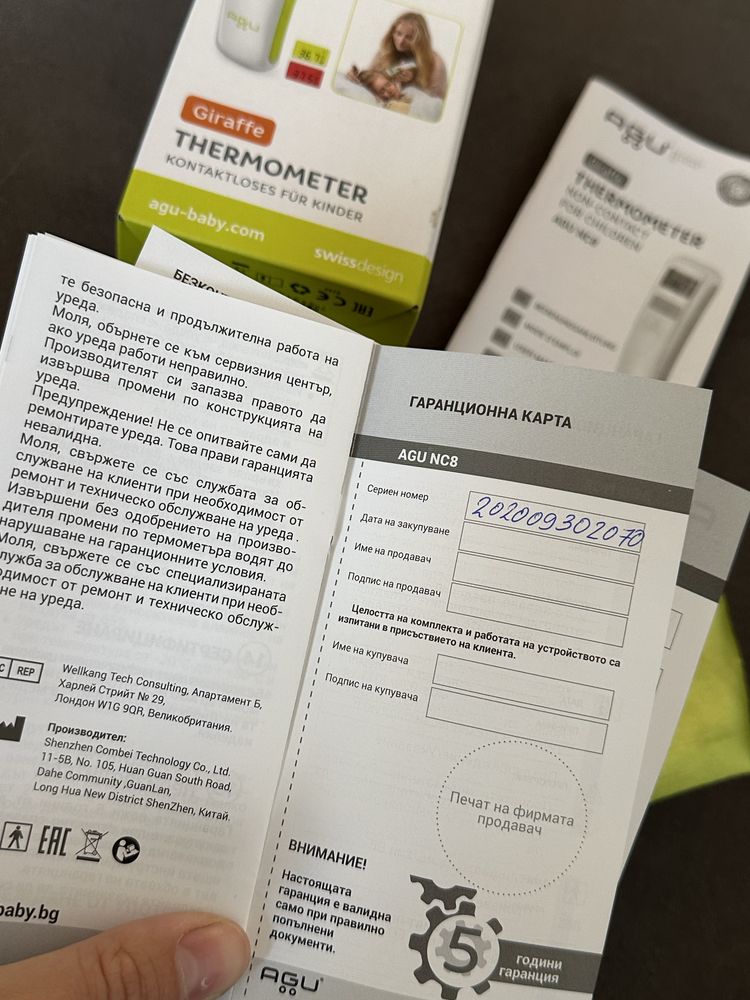 AGU
36.7
Giraffe
THERMOMETER
KONTAKTLOSES FÜR KINDER
agu-baby.com
swissdesign
AGU
THERMOMETER
NON-CONTACT
FOR CHILDREN
AGU NC8
те безопасна и продължителна работа на
уреда.
Моля, обърнете се към сервизния център,
ако уреда работи неправилно.
Производителят си запазва правото да
извършва промени по конструкцията на
уреда.
Предупреждение! Не се опитвайте сами да
ремонтирате уреда. Това прави гаранцията
невалидна.
Моля, свържете се със службата за об-
служване на клиенти при необходимост от
ремонт и техническо обслужване на уреда.
Извършени без одобрението на произво-
дителя промени по термометъра водят до
нарушаване на гаранционните условия.
Моля, свържете се със специализираната
служба за обслужване на клиенти при необ-
ходимост от ремонт и техническо обслуж-
не на уреда.
C REP
Wellkang Tech Consulting, Апартамент Б,
Харлей Стрийт № 29,
Лондон W1G 9QR, Великобритания.
Производител:
Shenzhen Combei Technology Co., Ltd.
11-5B, No. 105, Huan Guan South Road,
Dahe Community ,GuanLan,
Long Hua New District ShenZhen, Китай.
EAC
baby.bg
ГАРАНЦИОННА КАРТА
AGU NC8
Сериен номер
202009302070
Дата на закупуване
Име на продавач
Подпис на продавач
Целостта на комплекта и работата на устройството са
изпитани в присъствието на клиента.
Име на купувача
Подпис на купувача
Печат на фирмата
продавач
ВНИМАНИЕ!
Настоящата
гаранция е валидна
само при правилно
попълнени
документи.
5
години
гаранция
AGU